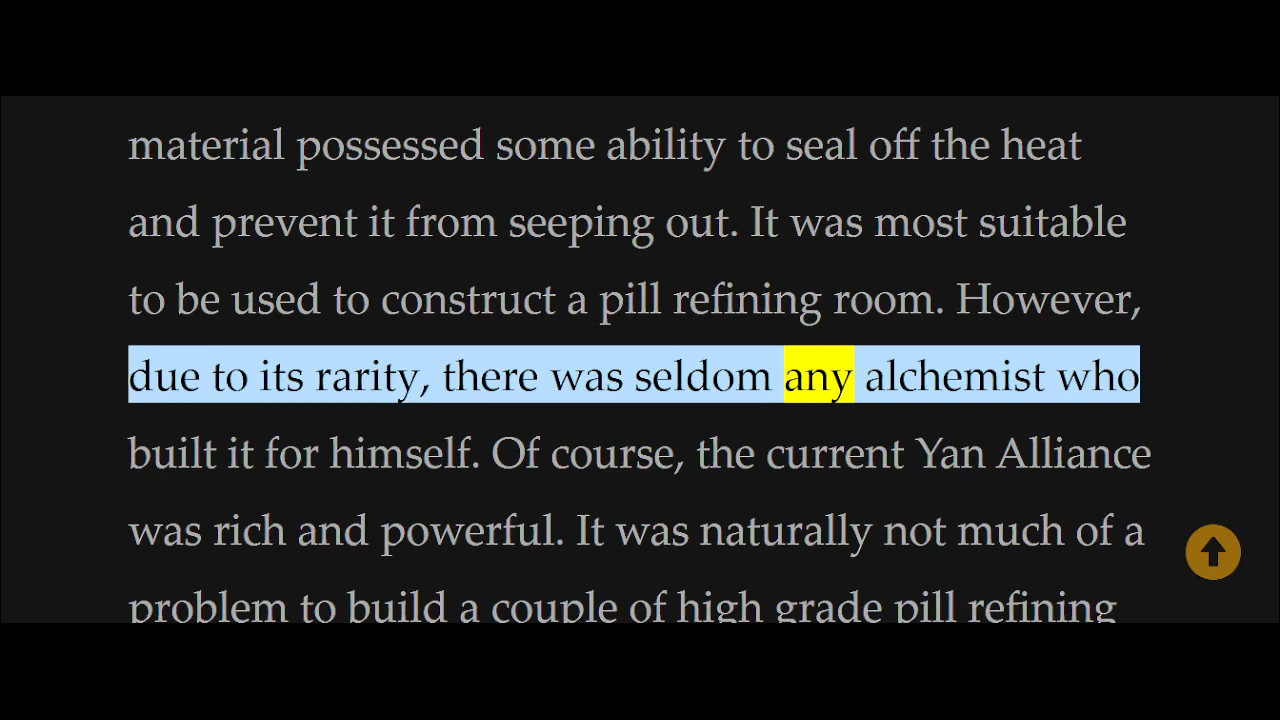 material possessed some ability to seal off the heat
and prevent it from seeping out. It was most suitable
to be used to construct a pill refining room. However,
due to its rarity, there was seldom any alchemist who
built it for himself. Of course, the current Yan Alliance
was rich and powerful. It was naturally not much of a
problem to build a couple of high grade pill refining